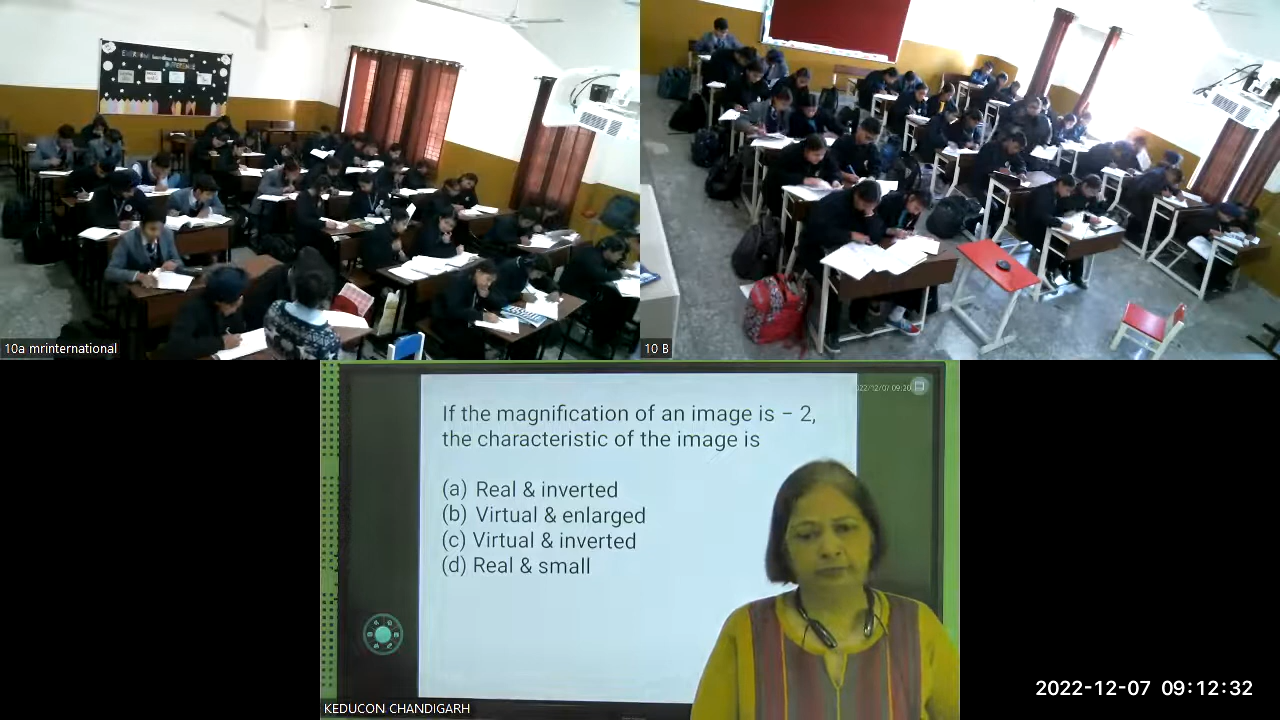 10a mrinternational
10 B
If the magnification of an image is − 2,
the characteristic of the image is
(a) Real & inverted
(b) Virtual & enlarged
(c) Virtual & inverted
(d) Real & small
KEDUCON CHANDIGARH
2022-12-07 09:12:32